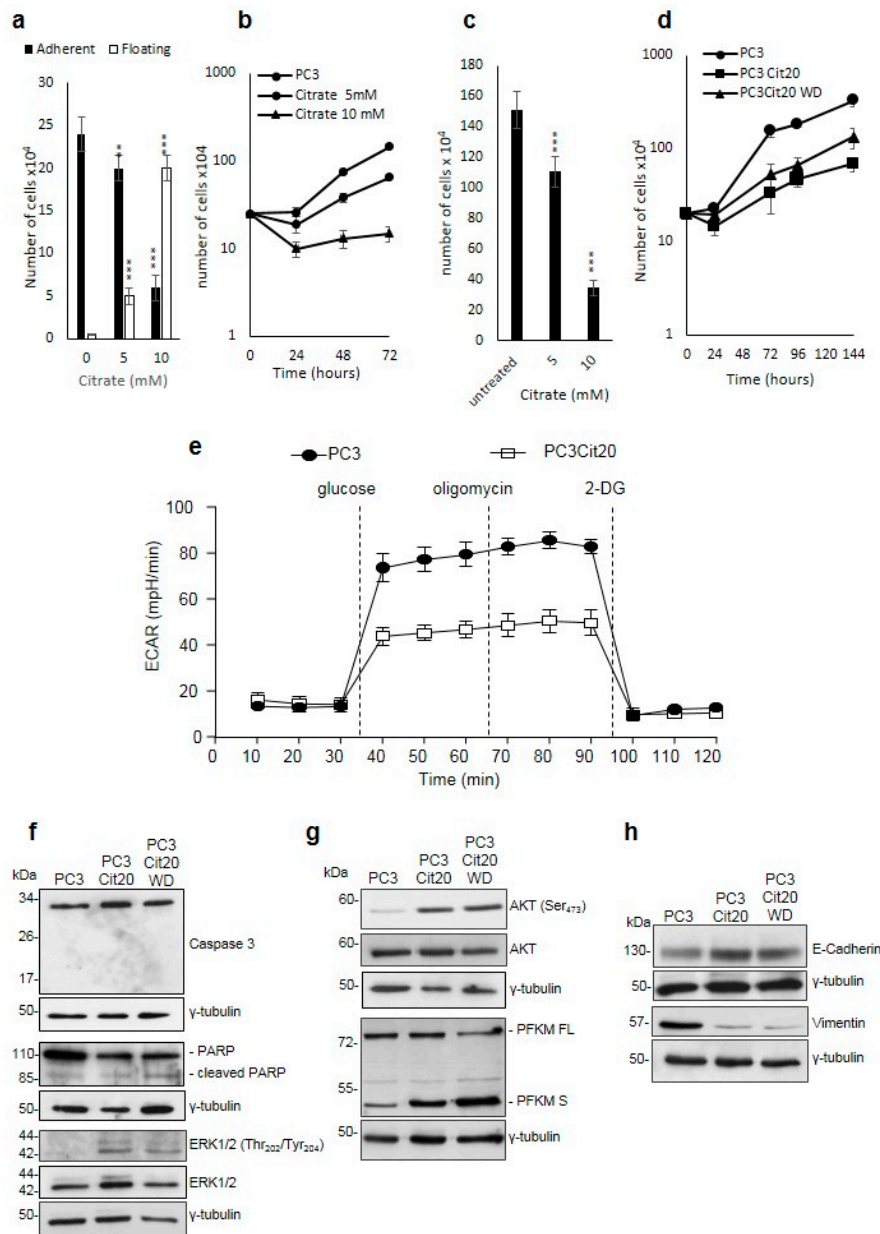 a
Adherent Floating
Number of cells x10⁴
30
25
20
15
10
5
0
*
***
***
***
0 5 10
Citrate (mM)
b
number of cells x104
1000
100
10
1
PC3
Citrate 5mM
Citrate 10 mM
0 24 48 72
Time (hours)
c
number of cells x10⁴
180
160
140
120
100
80
60
40
20
0
***
***
untreated 5 10
Citrate (mM)
d
Number of cells x10⁴
1000
100
10
1
PC3
PC3 Cit20
PC3Cit20 WD
0 24 48 72 96 120 144
Time (hours)
e
PC3 PC3Cit20
glucose oligomycin 2-DG
ECAR (mpH/min)
100
80
60
40
20
0
0 10 20 30 40 50 60 70 80 90 100 110 120
Time (min)
f
kDa PC3 PC3 Cit20 PC3 Cit20 WD
34-
26-
17-
Caspase 3
50- γ-tubulin
110- - PARP
85- - cleaved PARP
50- γ-tubulin
44-
42- ERK1/2 (Thr₂₀₂/Tyr₂₀₄)
44-
42- ERK1/2
50- γ-tubulin
g
kDa PC3 PC3 Cit20 PC3 Cit20 WD
60- AKT (Ser₄₇₃)
60- AKT
50- γ-tubulin
72- - PFKM FL
55- - PFKM S
50- γ-tubulin
h
kDa PC3 PC3 Cit20 PC3 Cit20 WD
130- E-Cadherin
50- γ-tubulin
57- Vimentin
50- γ-tubulin